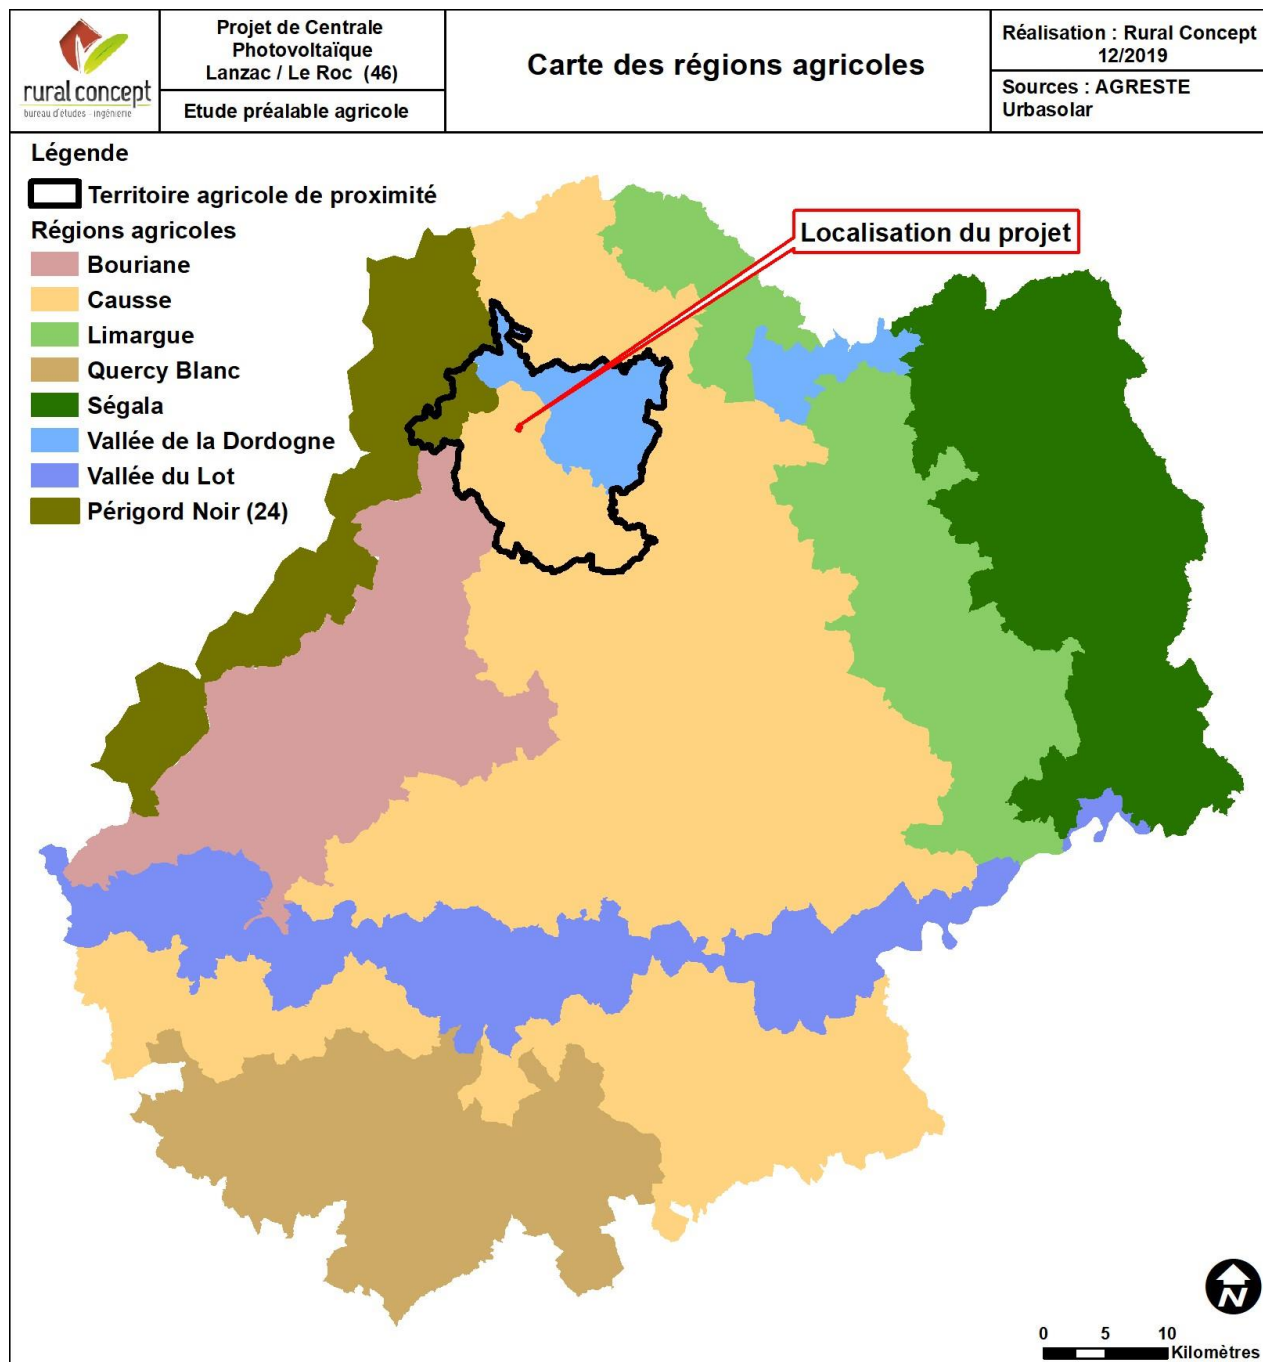 rural concept
bureau d'études - ingénierie
Projet de Centrale
Photovoltaïque
Lanzac / Le Roc (46)
Etude préalable agricole
Carte des régions agricoles
Réalisation : Rural Concept
12/2019
Sources : AGRESTE
Urbasolar
Légende
Territoire agricole de proximité
Régions agricoles
Bouriane
Causse
Limargue
Quercy Blanc
Ségala
Vallée de la Dordogne
Vallée du Lot
Périgord Noir (24)
Localisation du projet
N
0 5 10
Kilomètres